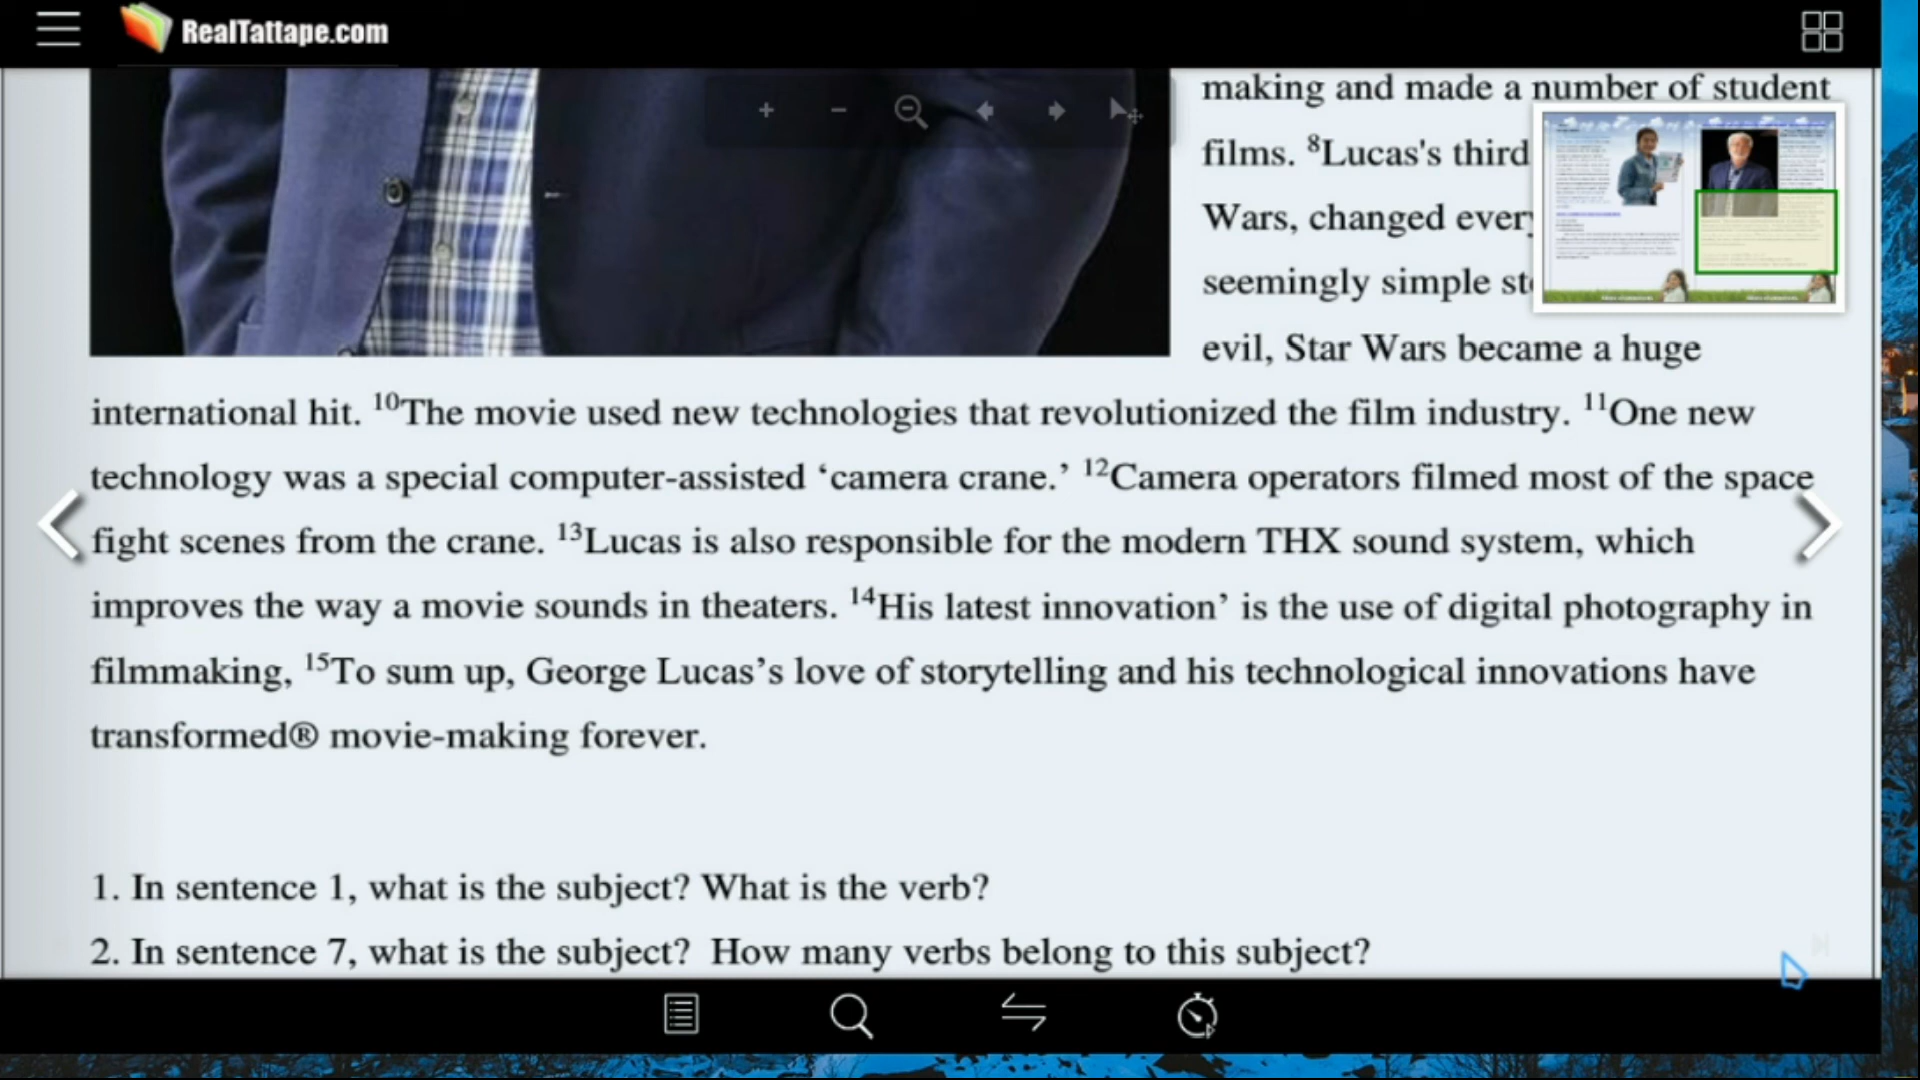 RealTattape.com
making and made a number of student
films. ⁸Lucas's third
Wars, changed every
seemingly simple st
evil, Star Wars became a huge
international hit. ¹⁰The movie used new technologies that revolutionized the film industry. ¹¹One new
technology was a special computer-assisted ‘camera crane.’ ¹²Camera operators filmed most of the space
fight scenes from the crane. ¹³Lucas is also responsible for the modern THX sound system, which
improves the way a movie sounds in theaters. ¹⁴His latest innovation’ is the use of digital photography in
filmmaking, ¹⁵To sum up, George Lucas’s love of storytelling and his technological innovations have
transformed® movie-making forever.
1. In sentence 1, what is the subject? What is the verb?
2. In sentence 7, what is the subject? How many verbs belong to this subject?